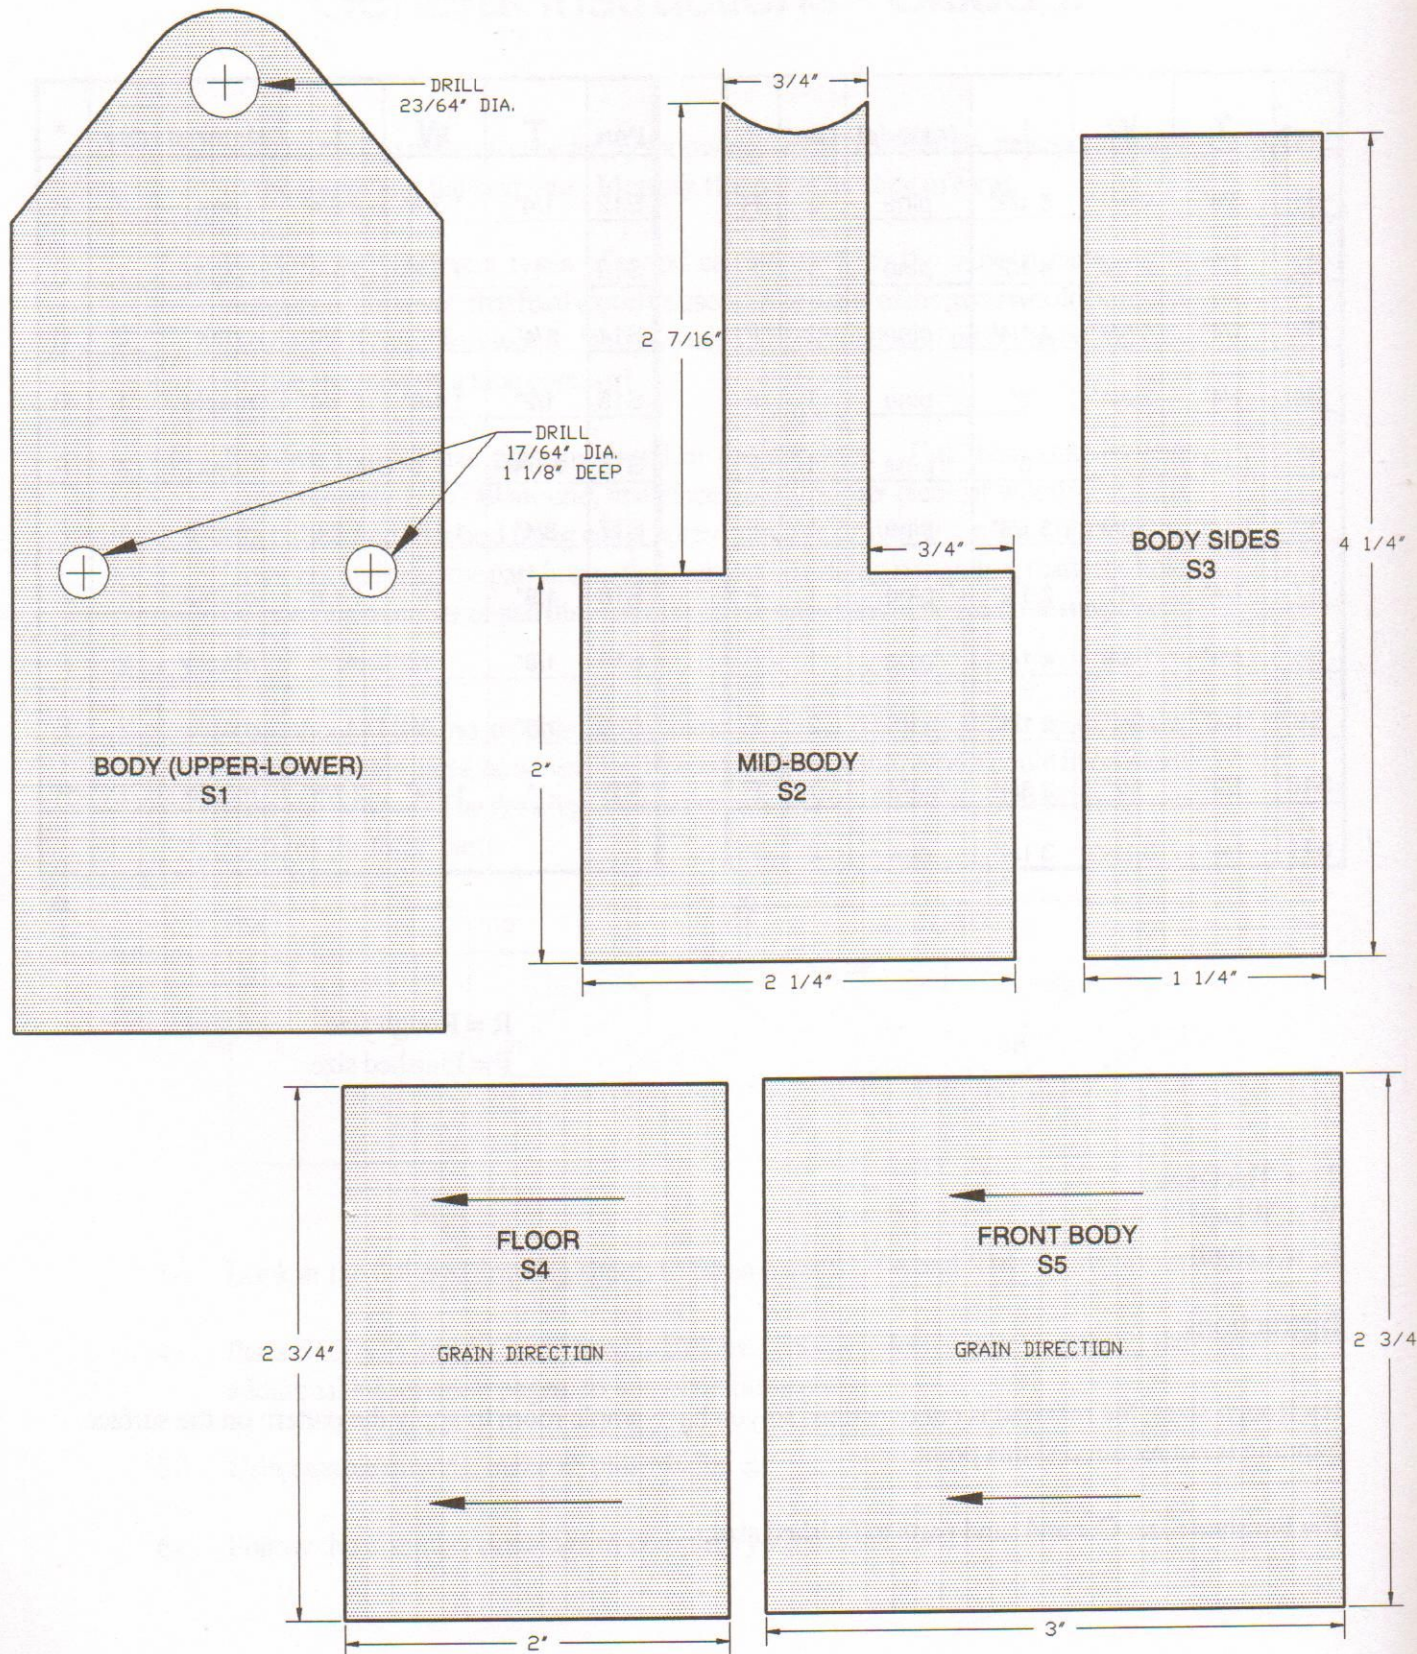 DRILL
23/64" DIA.
3/4"
2 7/16"
DRILL
17/64" DIA.
1 1/8" DEEP
3/4"
BODY SIDES
S3
4 1/4"
BODY (UPPER-LOWER)
S1
2"
MID-BODY
S2
2 1/4"
1 1/4"
FLOOR
S4
FRONT BODY
S5
2 3/4"
GRAIN DIRECTION
GRAIN DIRECTION
2 3/4
2"
3"